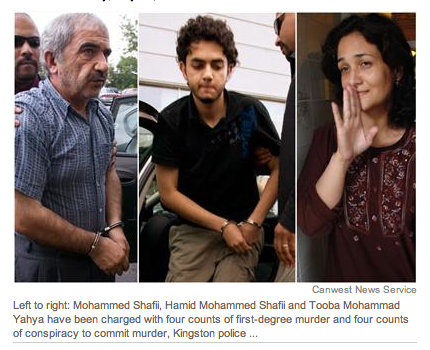 Canwest News Service
Left to right: Mohammed Shafii, Hamid Mohammed Shafii and Tooba Mohammad
Yahya have been charged with four counts of first-degree murder and four counts
of conspiracy to commit murder, Kingston police ...